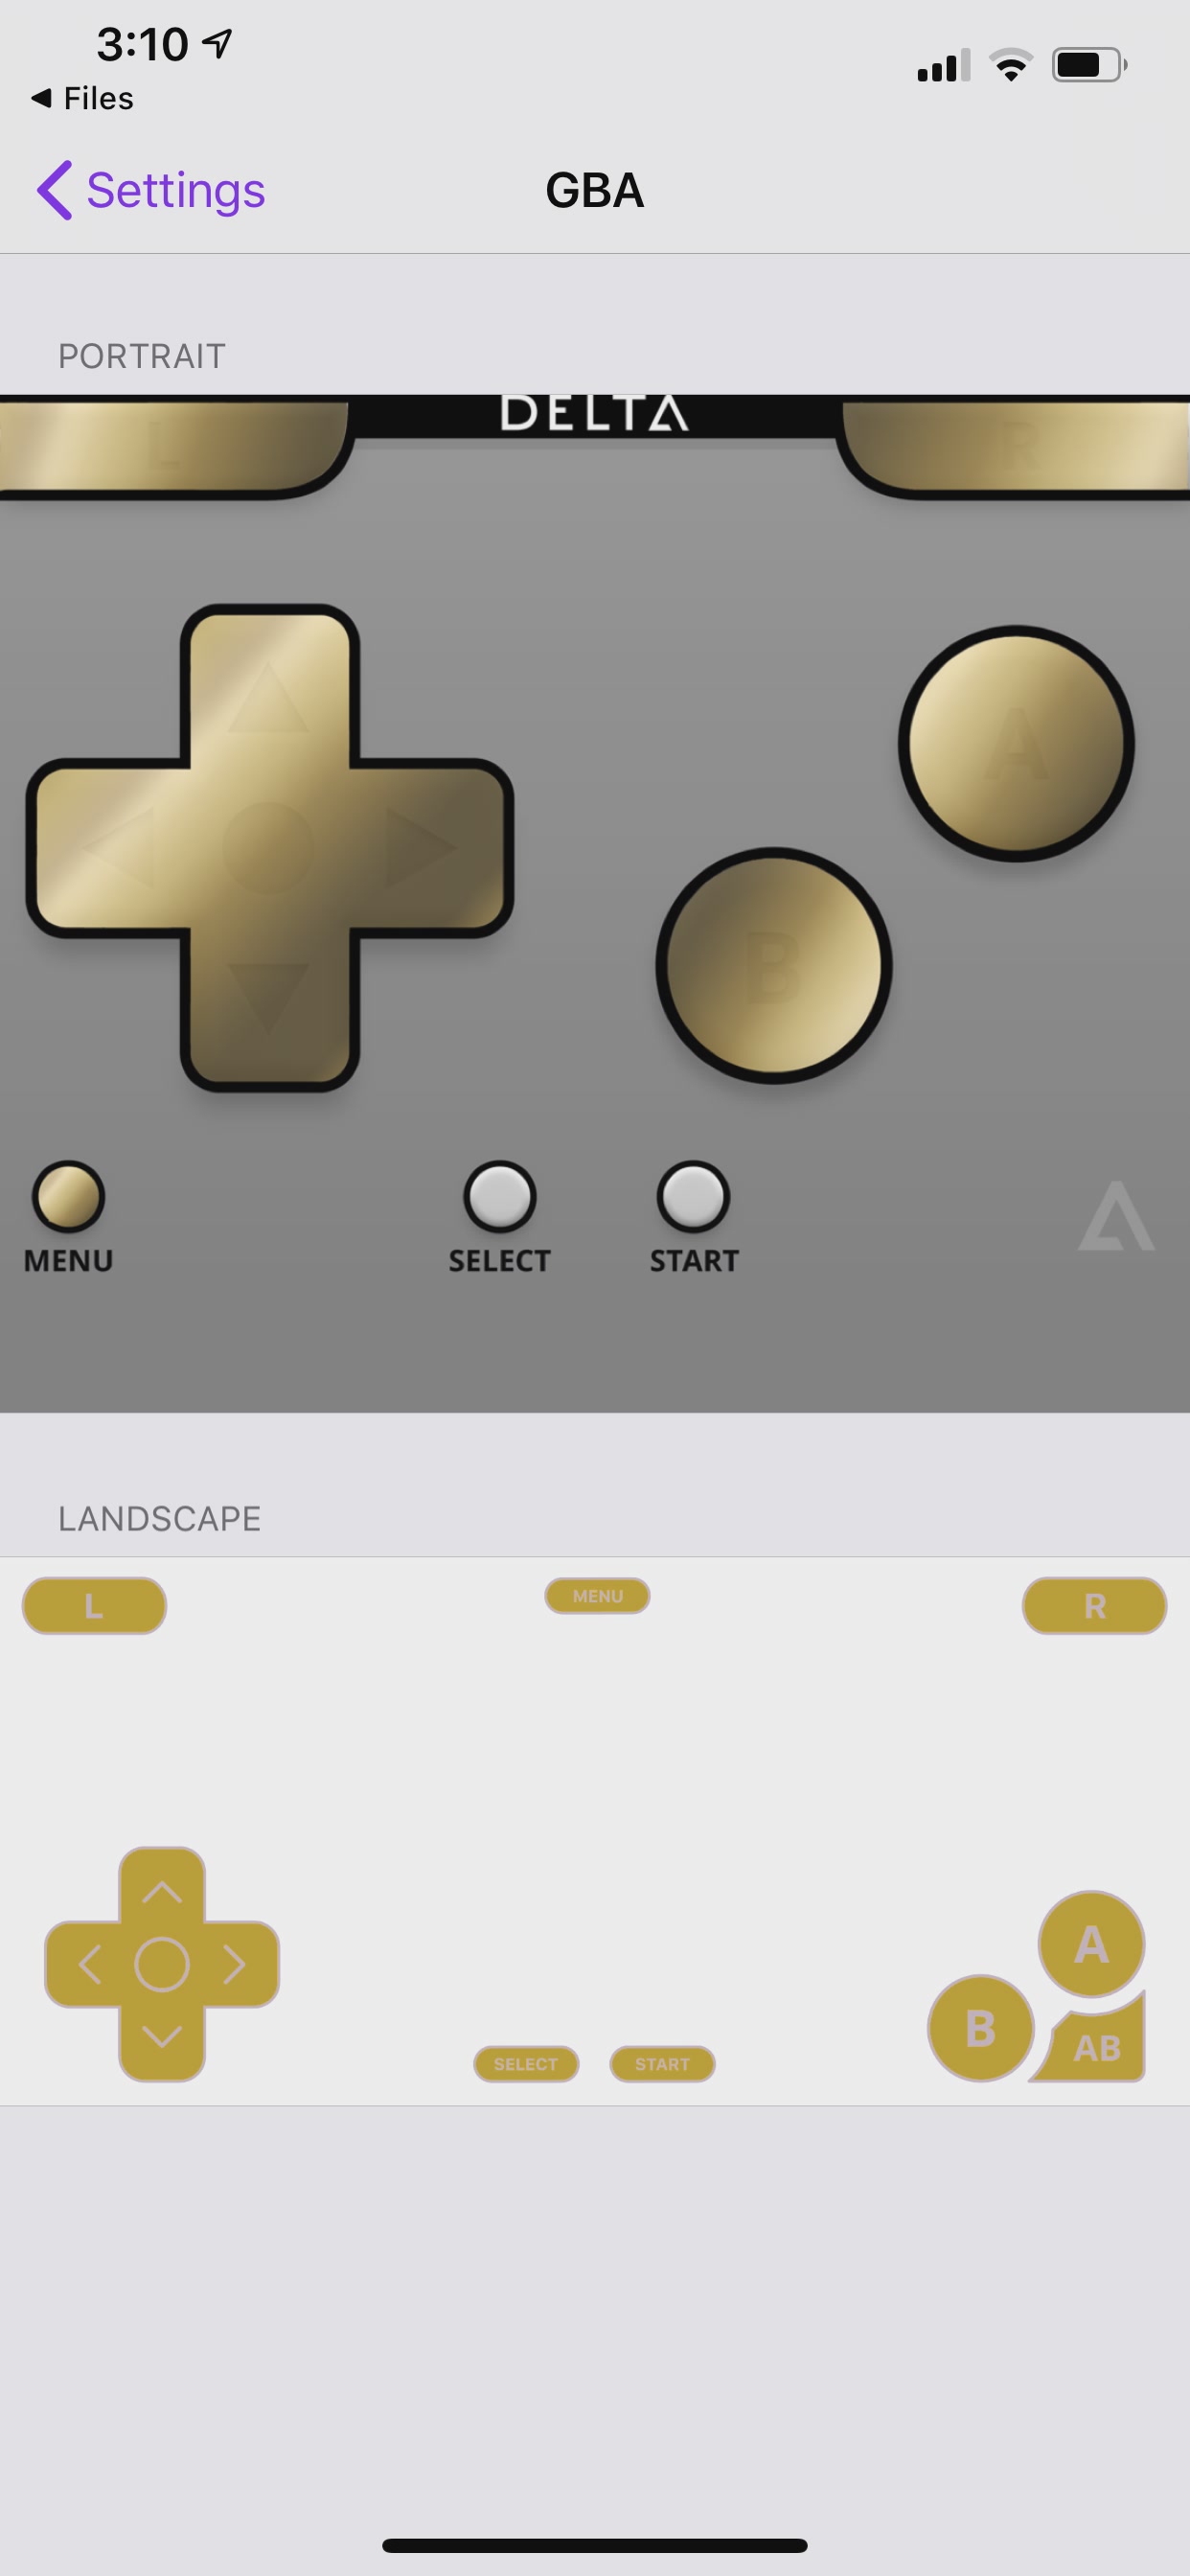 3:10
Files
Settings
GBA
PORTRAIT
DELTA
L
R
A
B
MENU
SELECT
START
LANDSCAPE
L
MENU
R
A
B
AB
SELECT
START